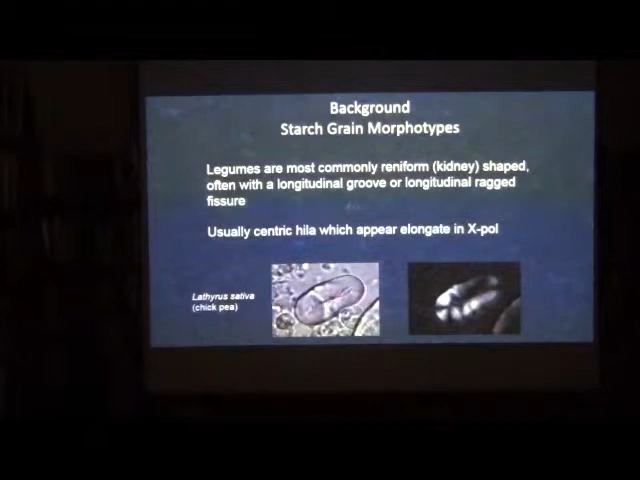 Background
Starch Grain Morphotypes
Legumes are most commonly reniform (kidney) shaped,
often with a longitudinal groove or longitudinal ragged
fissure
Usually centric hila which appear elongate in X-pol
Lathyrus sativa
(chick pea)